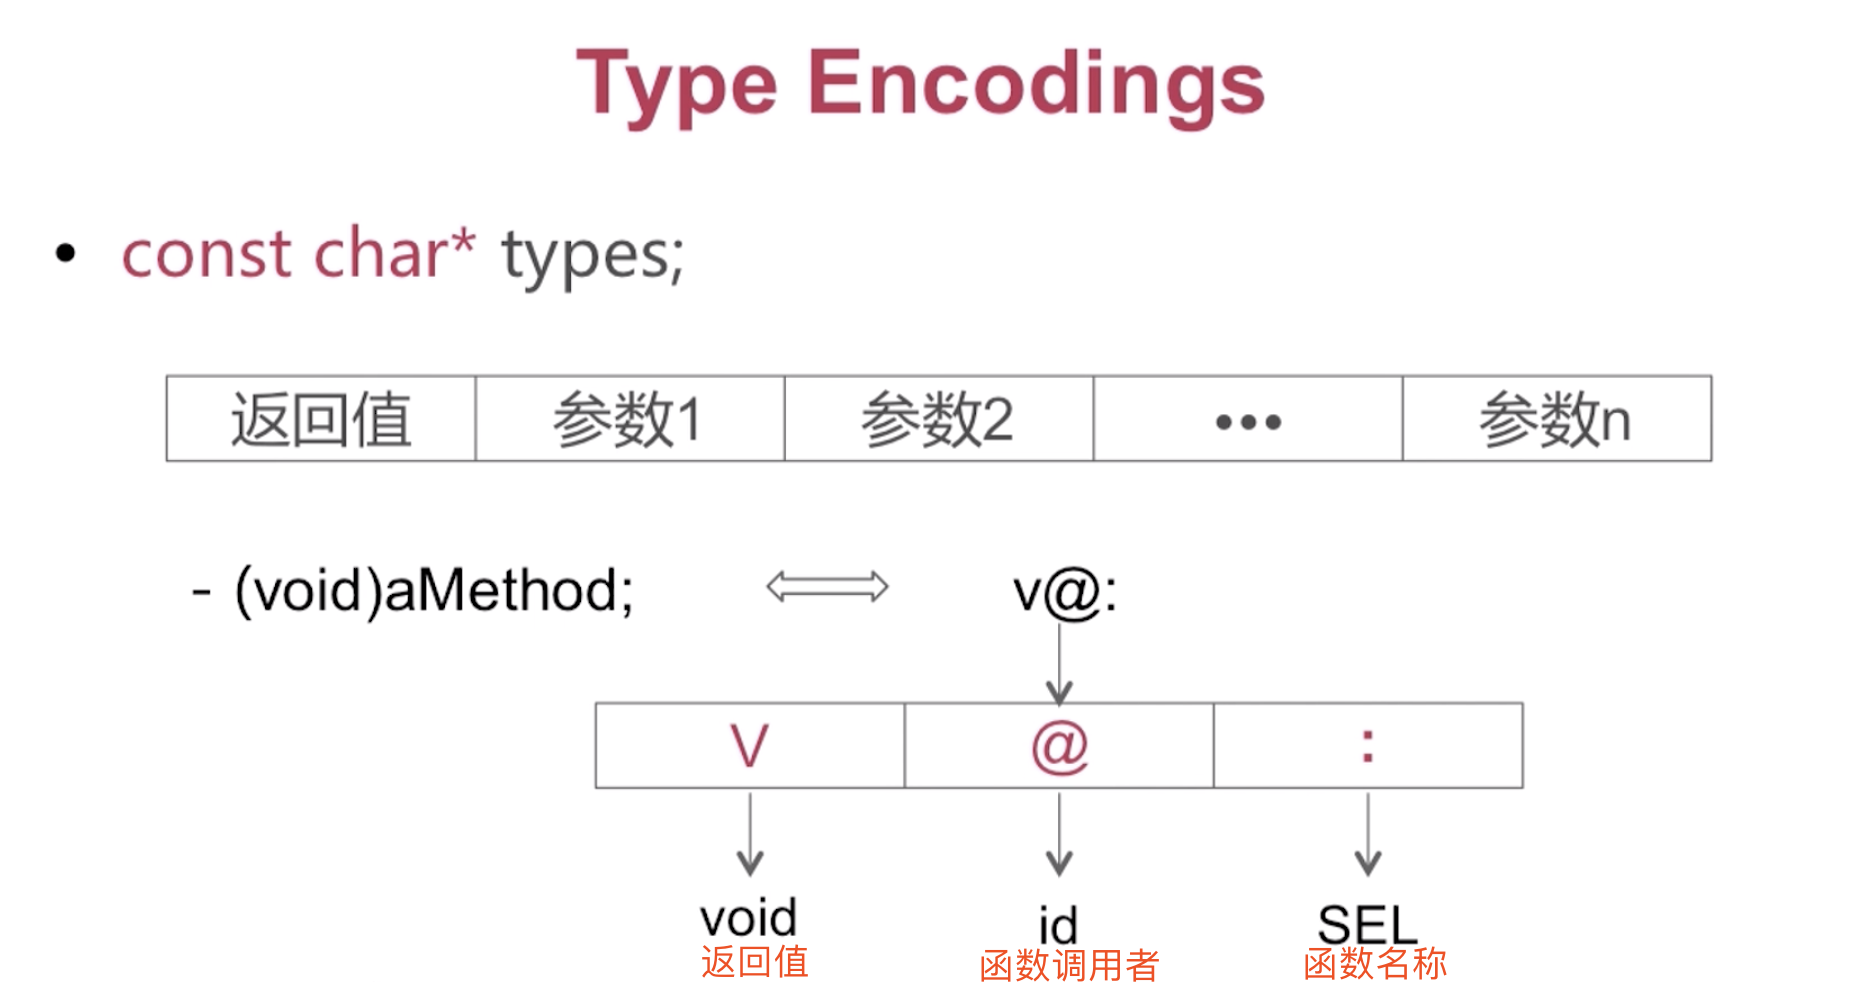 Type Encodings
• const char* types;
返回值 参数1 参数2 ••• 参数n
- (void)aMethod; v@:
V @ :
void id SEL
返回值 函数调用者 函数名称